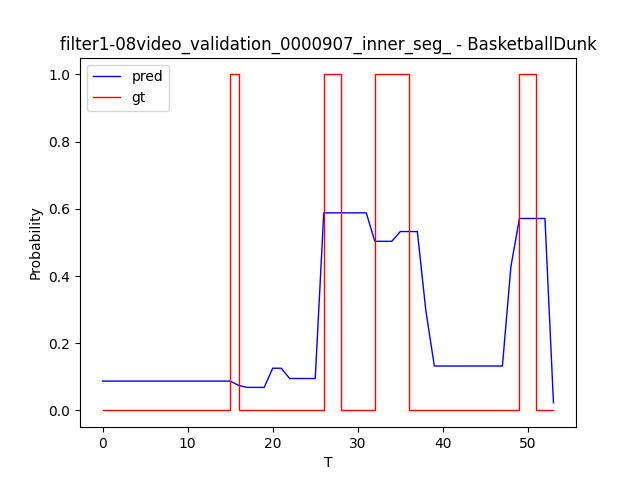 filter1-08video_validation_0000907_inner_seg_ - BasketballDunk
pred
gt
1.0
0.8
0.6
0.4
0.2
0.0
Probability
0 10 20 30 40 50
T